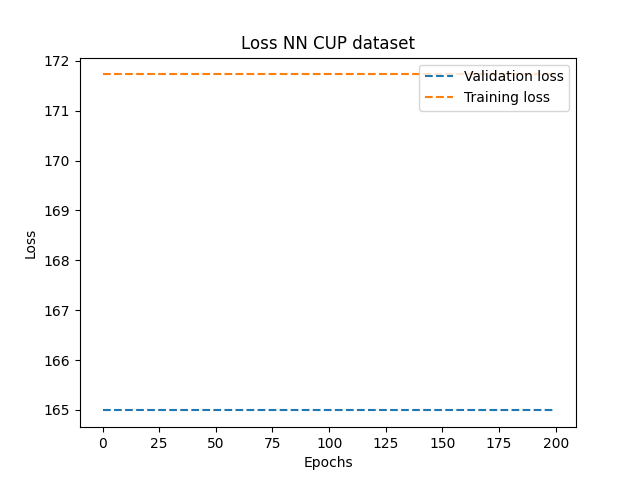 Loss NN CUP dataset
172
171
170
169
168
167
166
165
Loss
Validation loss
Training loss
0 25 50 75 100 125 150 175 200
Epochs